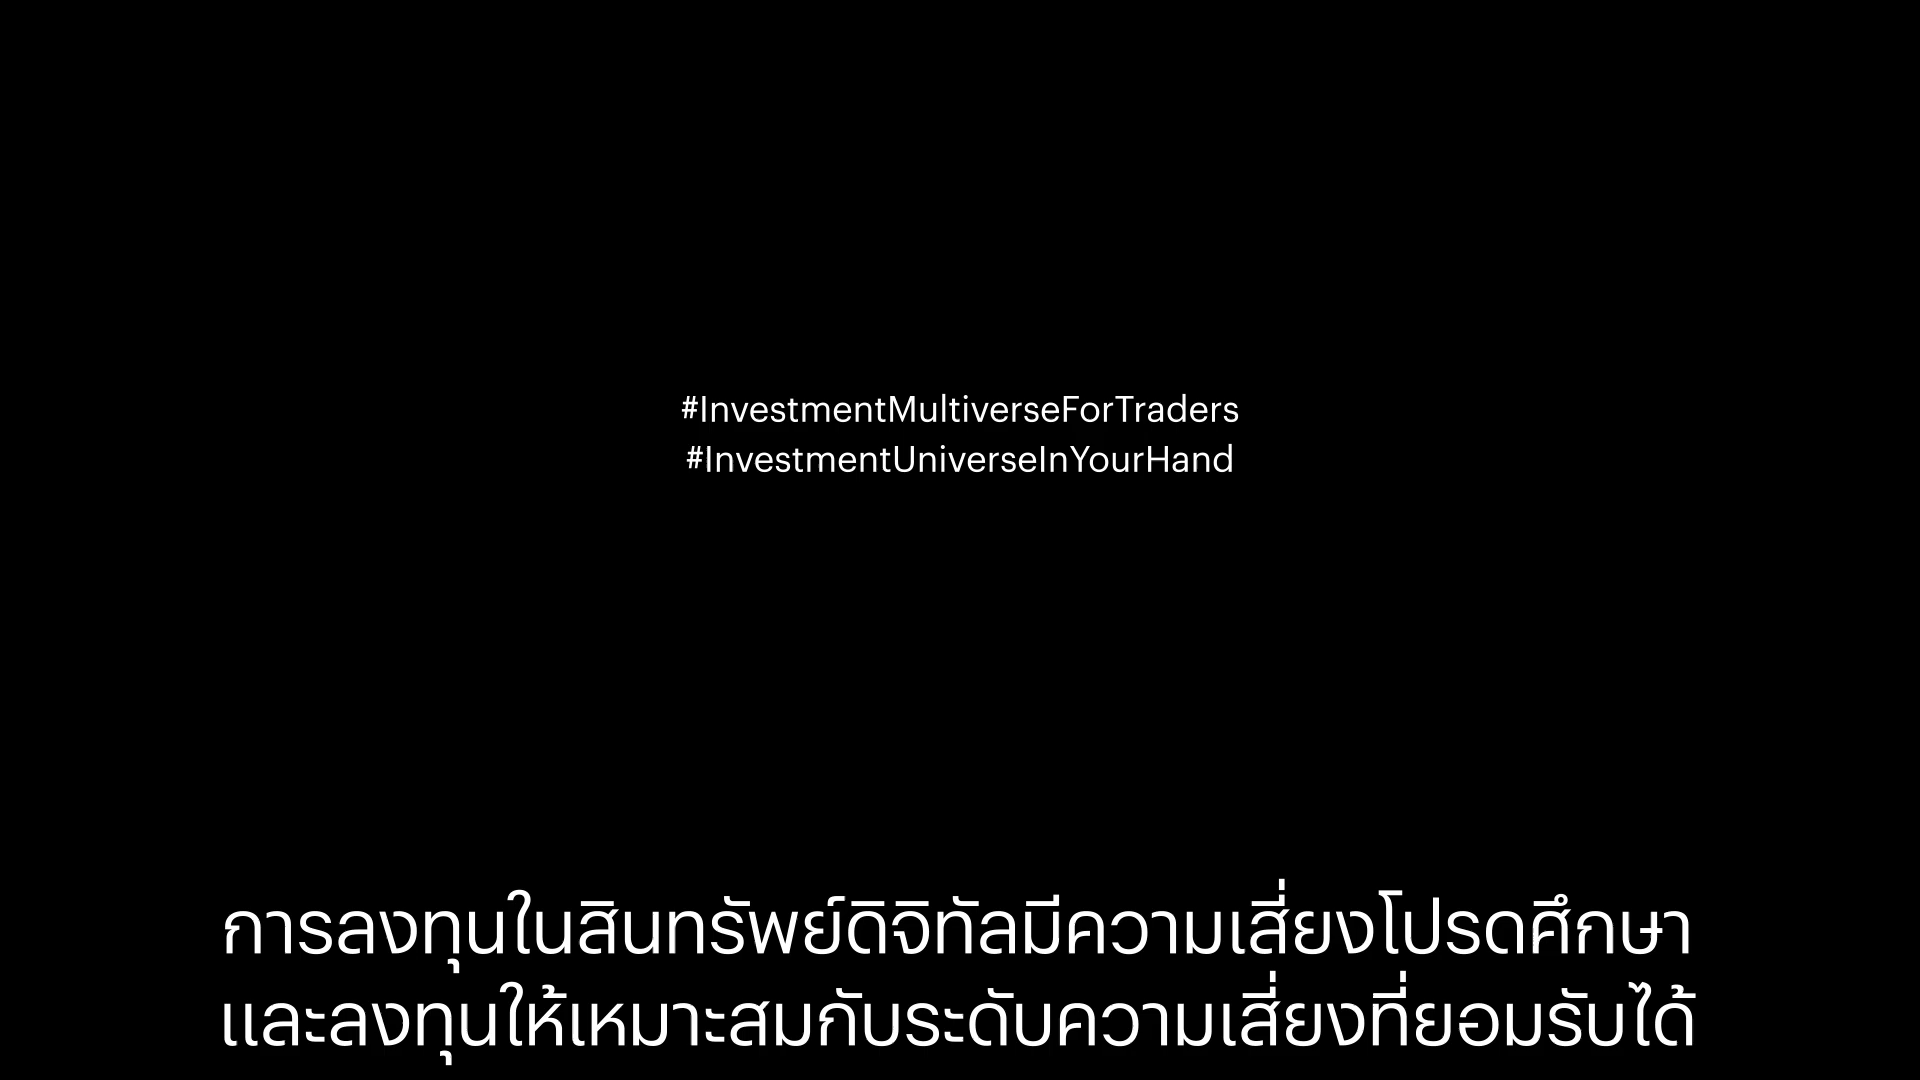 #InvestmentMultiverseForTraders
#InvestmentUniverseInYourHand
การลงทุนในสินทรัพย์ดิจิทัลมีความเสี่ยงโปรดศึกษา
และลงทุนให้เหมาะสมกับระดับความเสี่ยงที่ยอมรับได้